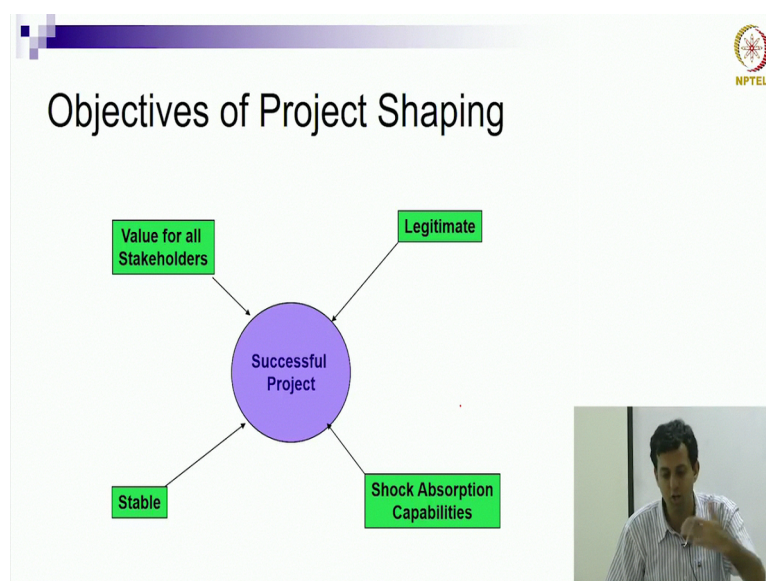 NPTEL
Objectives of Project Shaping
Value for all
Stakeholders
Legitimate
Successful
Project
Stable
Shock Absorption
Capabilities